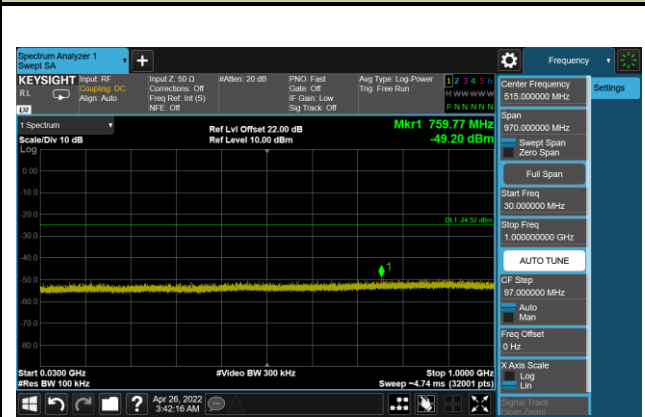 Spectrum Analyzer 1
Swept SA
Frequency
KEYSIGHT
RL
LXI
Input: RF
Coupling: DC
Align: Auto
Input Z: 50 Ω
Corrections: Off
Freq Ref: Int (S)
NFE: Off
#Atten: 20 dB
PNO: Fast
Gate: Off
IF Gain: Low
Sig Track: Off
Avg Type: Log-Power
Trig: Free Run
1 2 3 4 5 6
M W W W W W
P N N N N N
1 Spectrum
Scale/Div 10 dB
Log
Ref Lvl Offset 22.00 dB
Ref Level 10.00 dBm
Mkr1 759.77 MHz
-49.20 dBm
0.00
-10.0
-20.0
-30.0
-40.0
-50.0
-60.0
-70.0
-80.0
DL1 -24.52 dBm
1
Start 0.0300 GHz
#Res BW 100 kHz
#Video BW 300 kHz
Stop 1.0000 GHz
Sweep ~4.74 ms (32001 pts)
Center Frequency
515.000000 MHz
Settings
Span
970.000000 MHz
Swept Span
Zero Span
Full Span
Start Freq
30.000000 MHz
Stop Freq
1.000000000 GHz
AUTO TUNE
CF Step
97.000000 MHz
Auto
Man
Freq Offset
0 Hz
X Axis Scale
Log
Lin
Signal Track
(Span Zoom)
?
Apr 26, 2022
3:42:16 AM